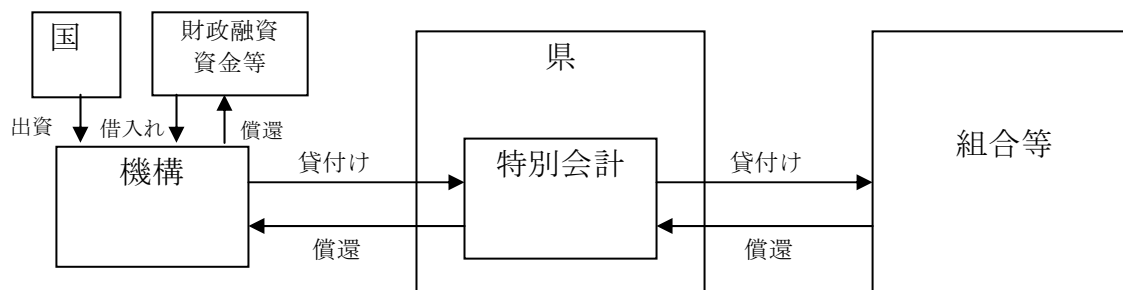 国
財政融資
資金等
県
組合等
出資
借入れ
償還
機構
貸付け
特別会計
貸付け
償還
償還